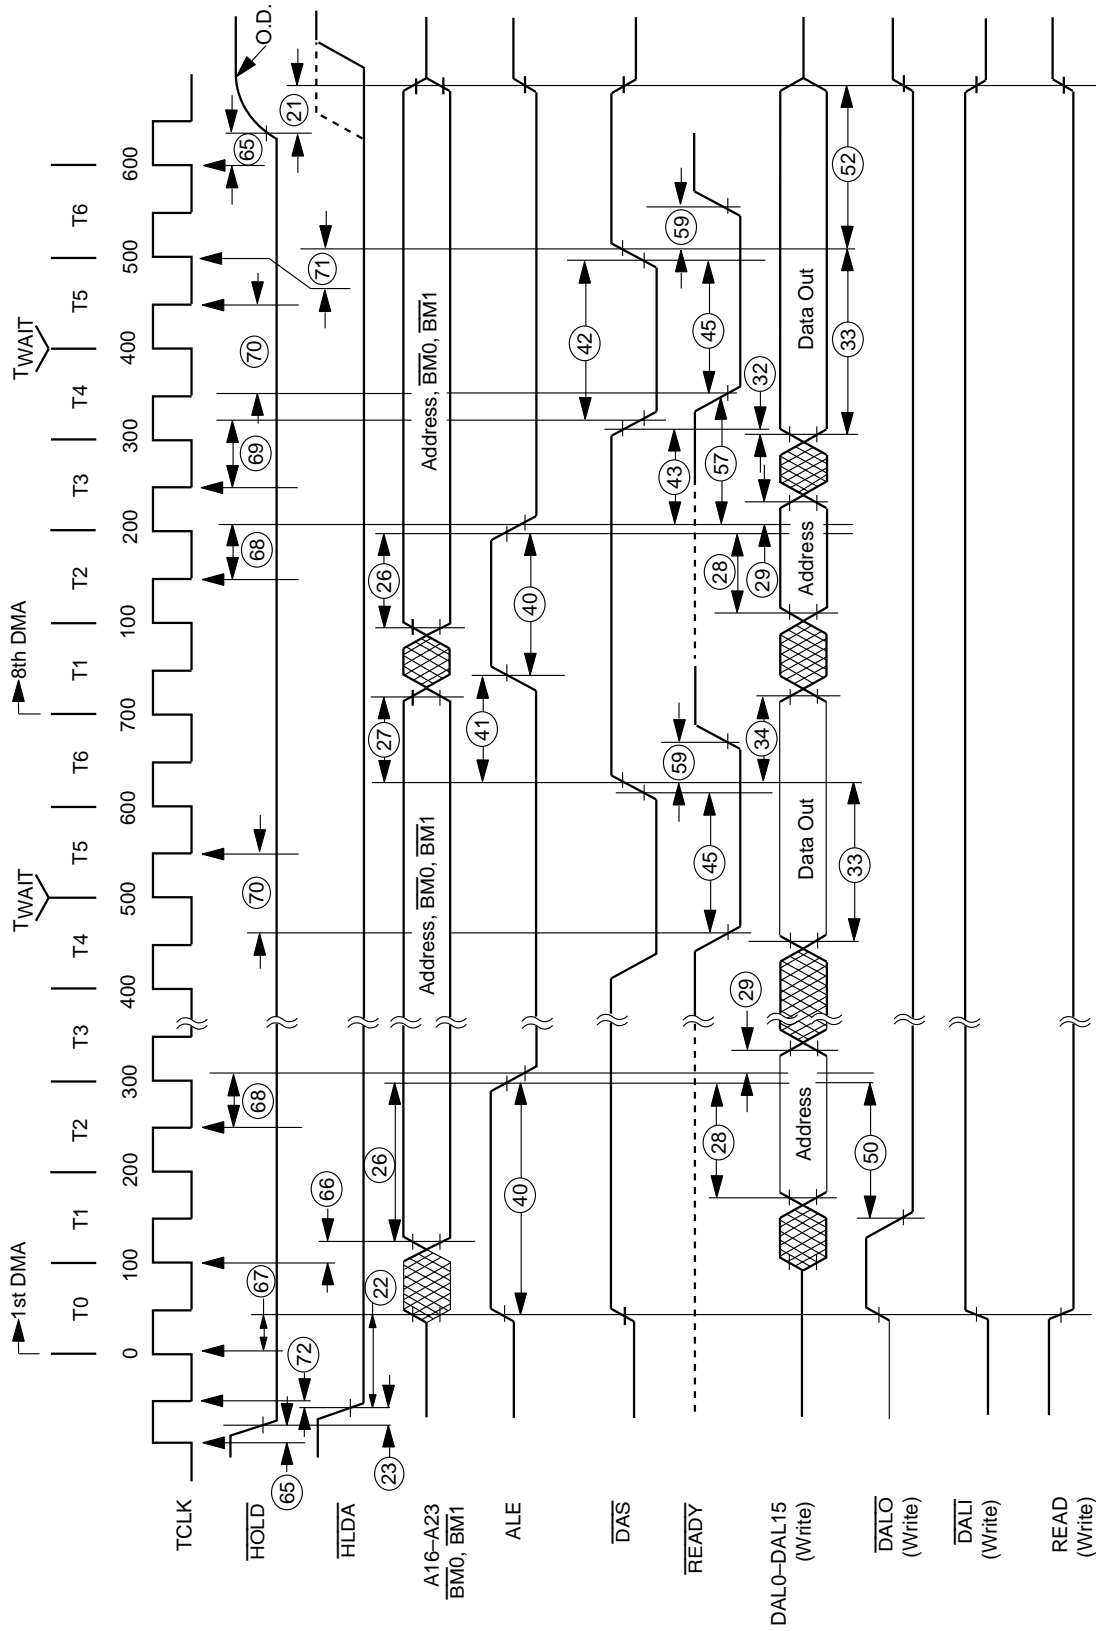 1st DMA TWAIT 8th DMA TWAIT
T0 T1 T2 T3 T4 T5 T6 T1 T2 T3 T4 T5 T6
0 100 200 300 400 500 600 700 100 200 300 400 500 600
TCLK
HOLD 67 68 70 68 69 70 65 O.D.
65 72 21
HLDA 66 71
23 22 26 27 26
A16–A23
BM0, BM1
Address, BM0, BM1 Address, BM0, BM1
ALE 40 41 40
DAS 42
READY 59 43 59
28 45 28 57 45
29 34 29 32
DAL0–DAL15
(Write)
Address Data Out Address Data Out
33 33 52
DALO
(Write)
50
DALI
(Write)
READ
(Write)